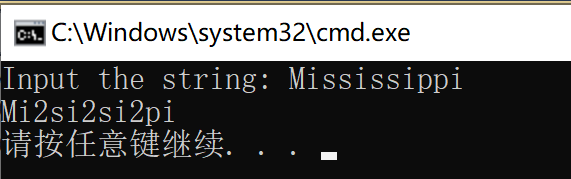 C:\Windows\system32\cmd.exe
Input the string: Mississippi
Mi2si2si2pi
请按任意键继续. . .